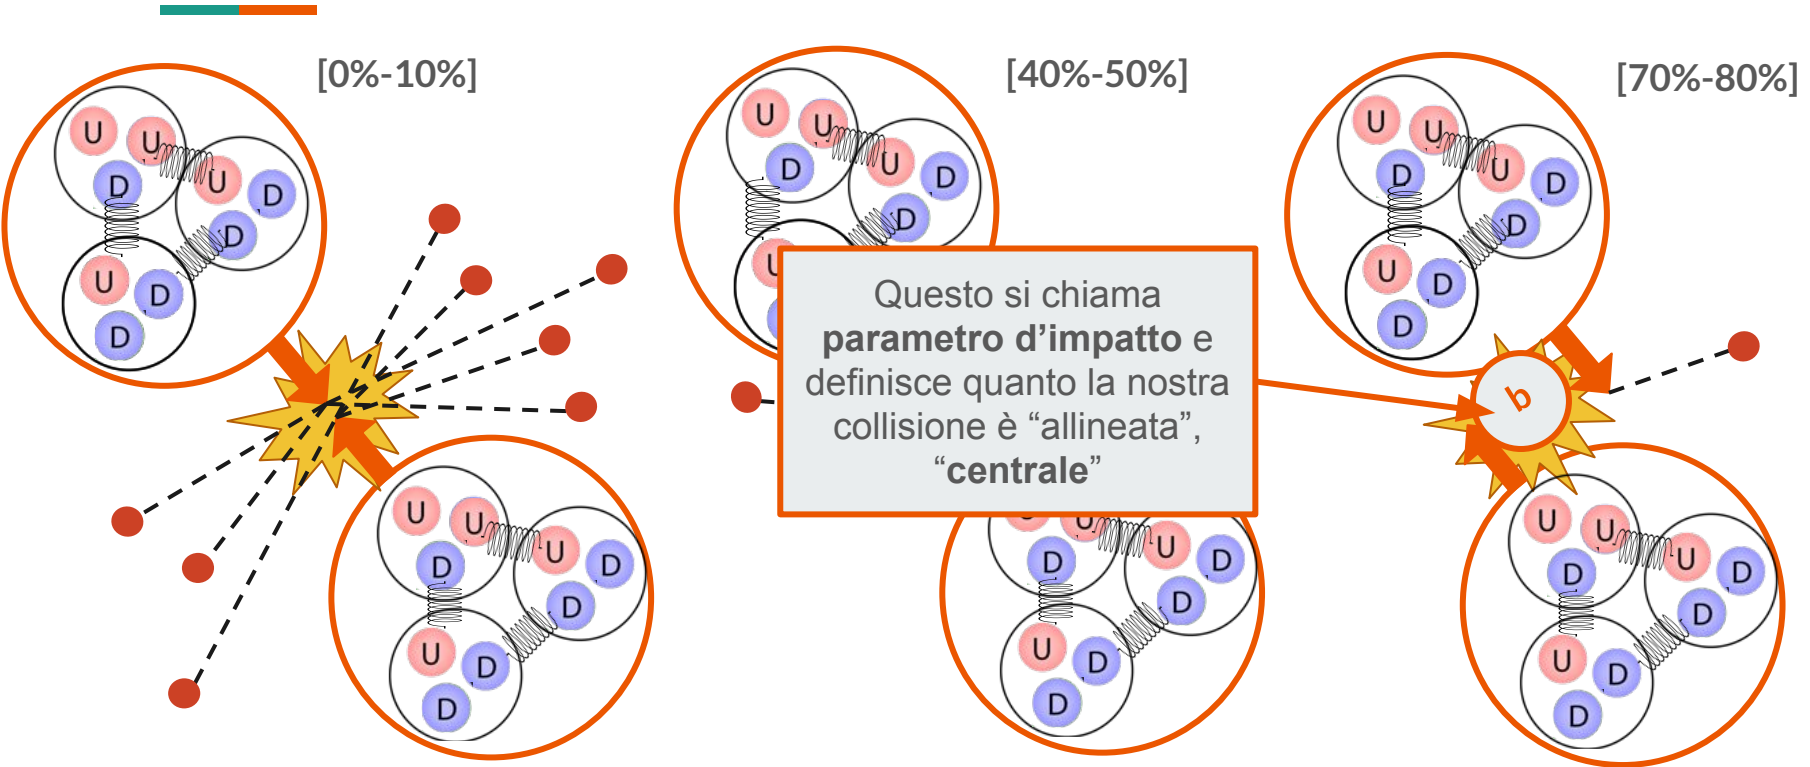 [0%-10%]
[40%-50%]
[70%-80%]
U
U
D
U
D
D
U
D
D
U
U
D
U
D
D
U
D
D
U
U
D
U
D
D
U
U
U
D
U
D
D
U
D
D
Questo si chiama
parametro d’impatto e
definisce quanto la nostra
collisione è “allineata”,
“centrale”
b
U
U
D
U
D
D
U
D
D
U
D
U
D
D
U
D
D
U
U
D
U
D
D
U
D
D